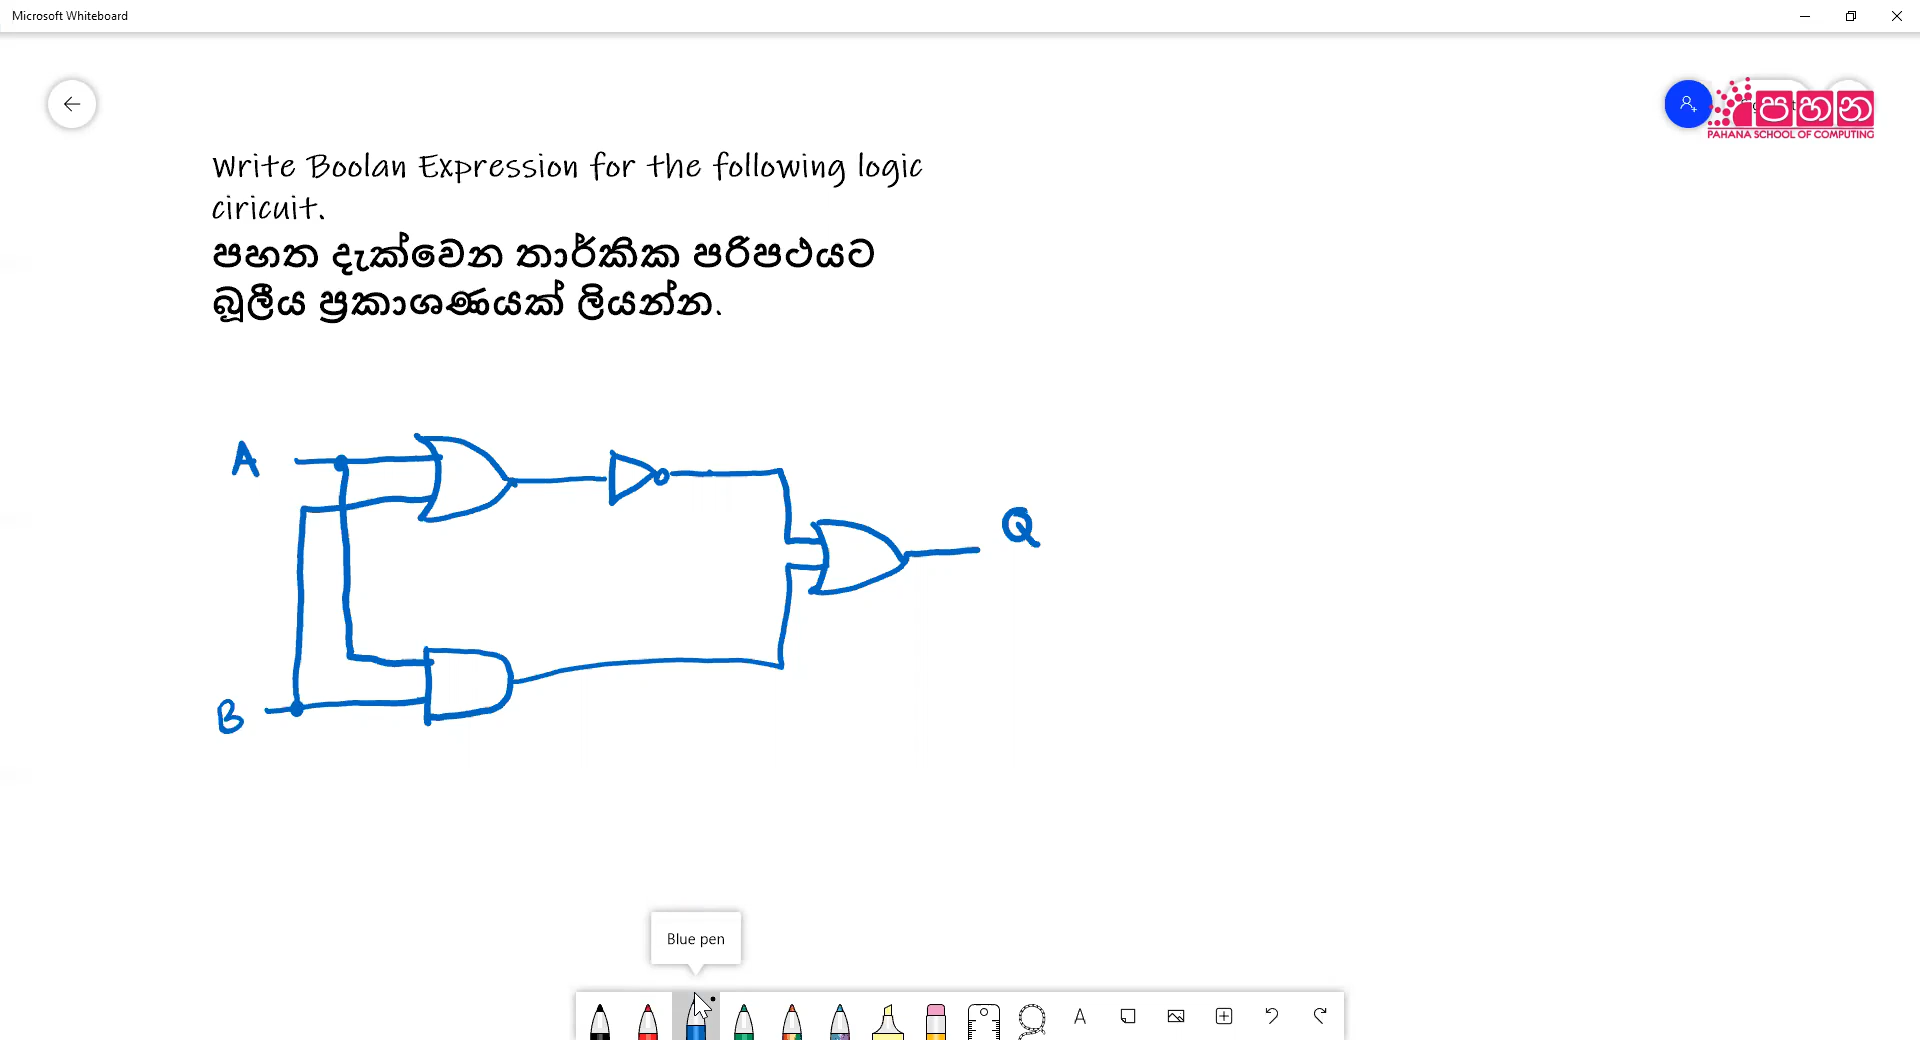 Microsoft Whiteboard
පහන
PAHANA SCHOOL OF COMPUTING
Write Boolan Expression for the following logic
ciricuit.
පහත දැක්වෙන තාර්කික පරිපථයට
බූලීය ප්‍රකාශණයක් ලියන්න.
A
Q
B
Blue pen
A